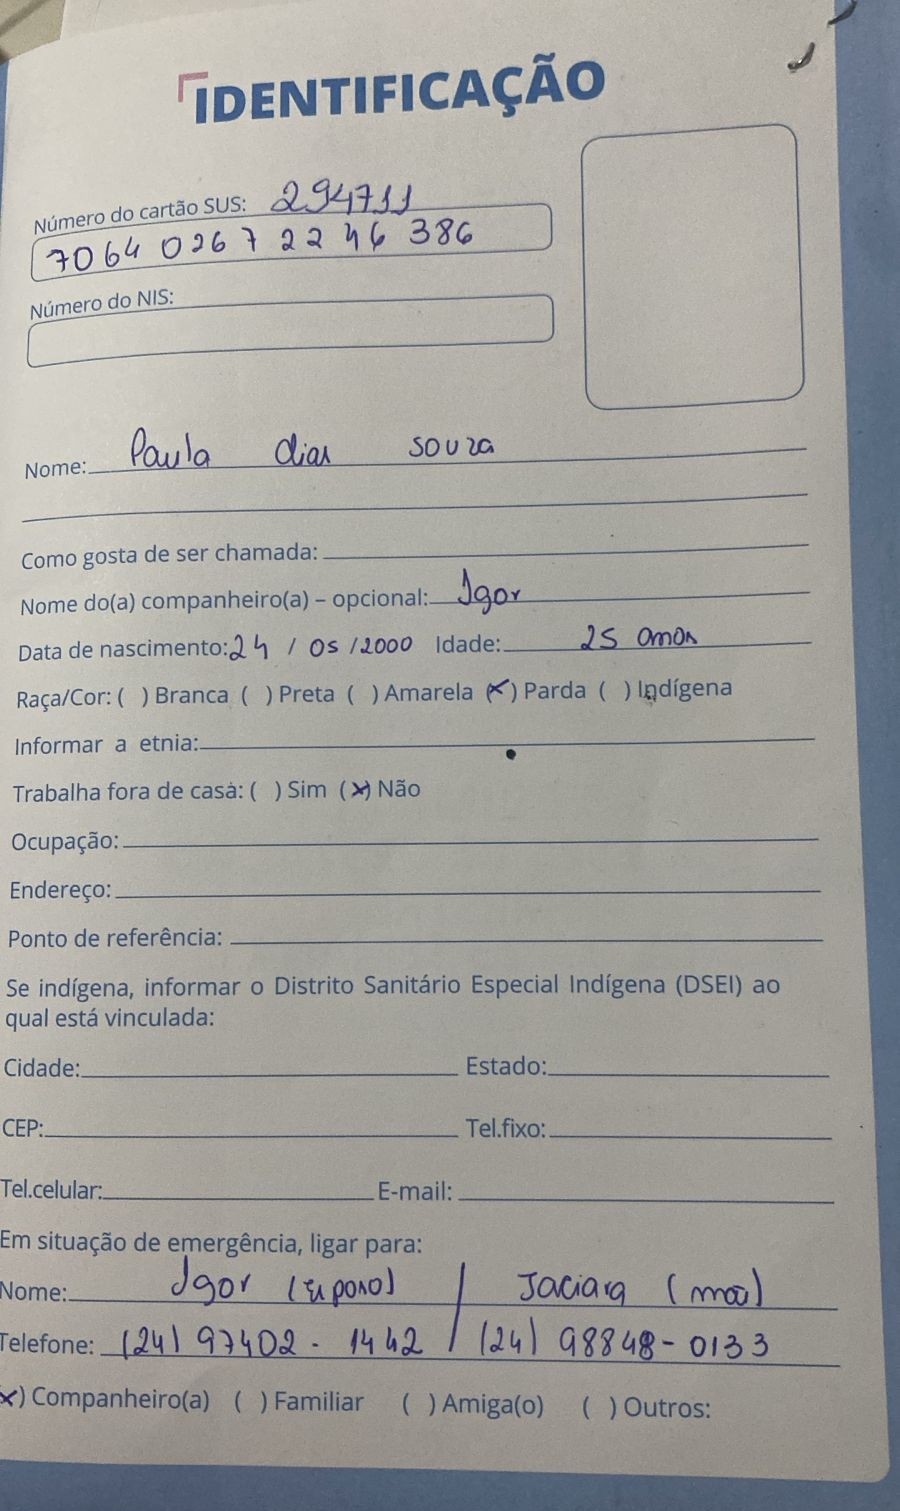 IDENTIFICAÇÃO
Número do cartão SUS: 294711
7064 0267 2246 386
Número do NIS:
Nome: Paula dias souza
Como gosta de ser chamada:
Nome do(a) companheiro(a) – opcional: Igor
Data de nascimento: 24 / 05 /2000 Idade: 25 anos
Raça/Cor: ( ) Branca ( ) Preta ( ) Amarela (x) Parda ( ) Indígena
Informar a etnia:
Trabalha fora de casa: ( ) Sim (x) Não
Ocupação:
Endereço:
Ponto de referência:
Se indígena, informar o Distrito Sanitário Especial Indígena (DSEI) ao
qual está vinculada:
Cidade: Estado:
CEP: Tel.fixo:
Tel.celular: E-mail:
Em situação de emergência, ligar para:
Nome: Igor (esposo) / Jaciara (mãe)
Telefone: (24) 97402 - 1442 / (24) 98848-0133
x) Companheiro(a) ( ) Familiar ( ) Amiga(o) ( ) Outros: